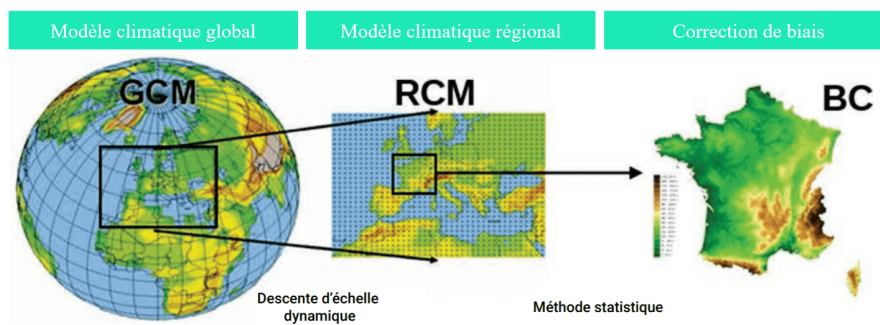 Modèle climatique global
Modèle climatique régional
Correction de biais
GCM
RCM
BC
Descente d'échelle
dynamique
Méthode statistique